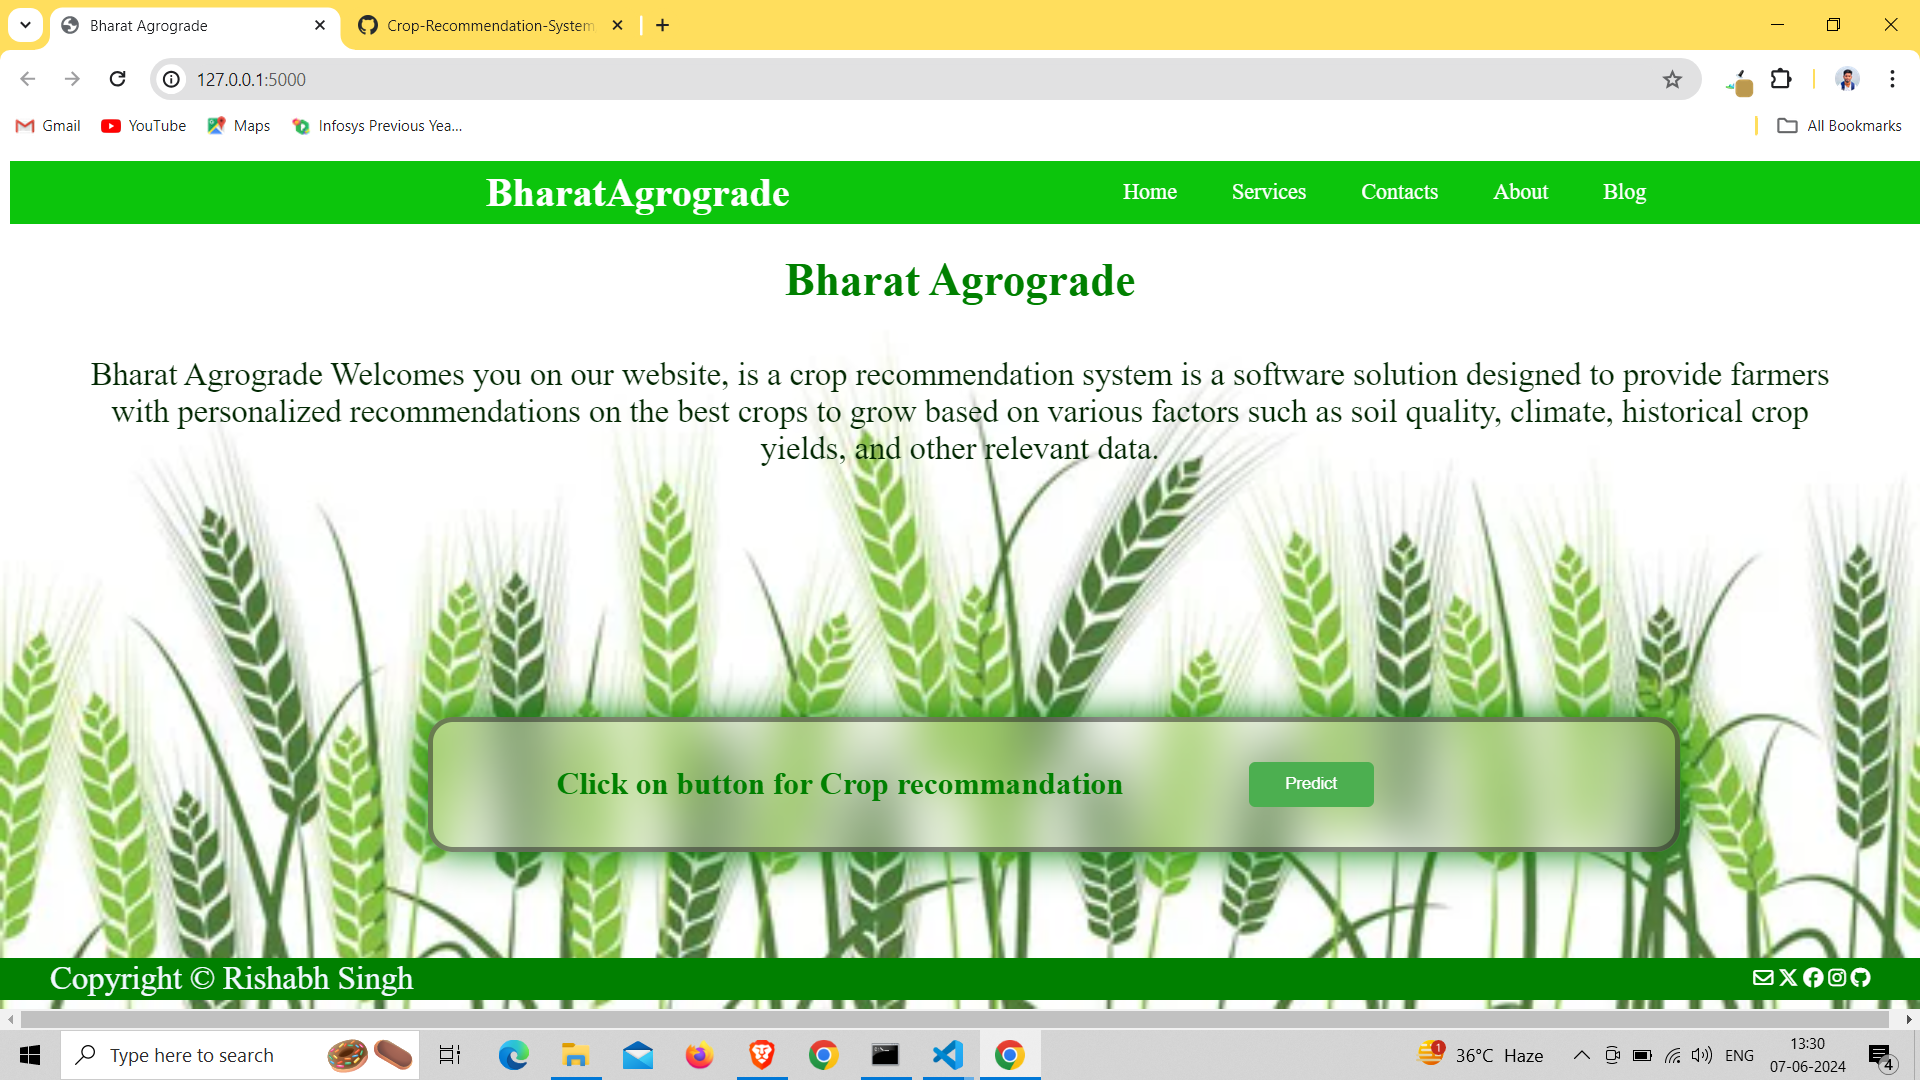 Bharat Agrograde
Crop-Recommendation-System
127.0.0.1:5000
Gmail YouTube Maps Infosys Previous Yea... All Bookmarks
BharatAgrograde Home Services Contacts About Blog
Bharat Agrograde
Bharat Agrograde Welcomes you on our website, is a crop recommendation system is a software solution designed to provide farmers
with personalized recommendations on the best crops to grow based on various factors such as soil quality, climate, historical crop
yields, and other relevant data.
Click on button for Crop recommandation Predict
Copyright © Rishabh Singh
Type here to search
1
36°C Haze
ENG
13:30
07-06-2024
4